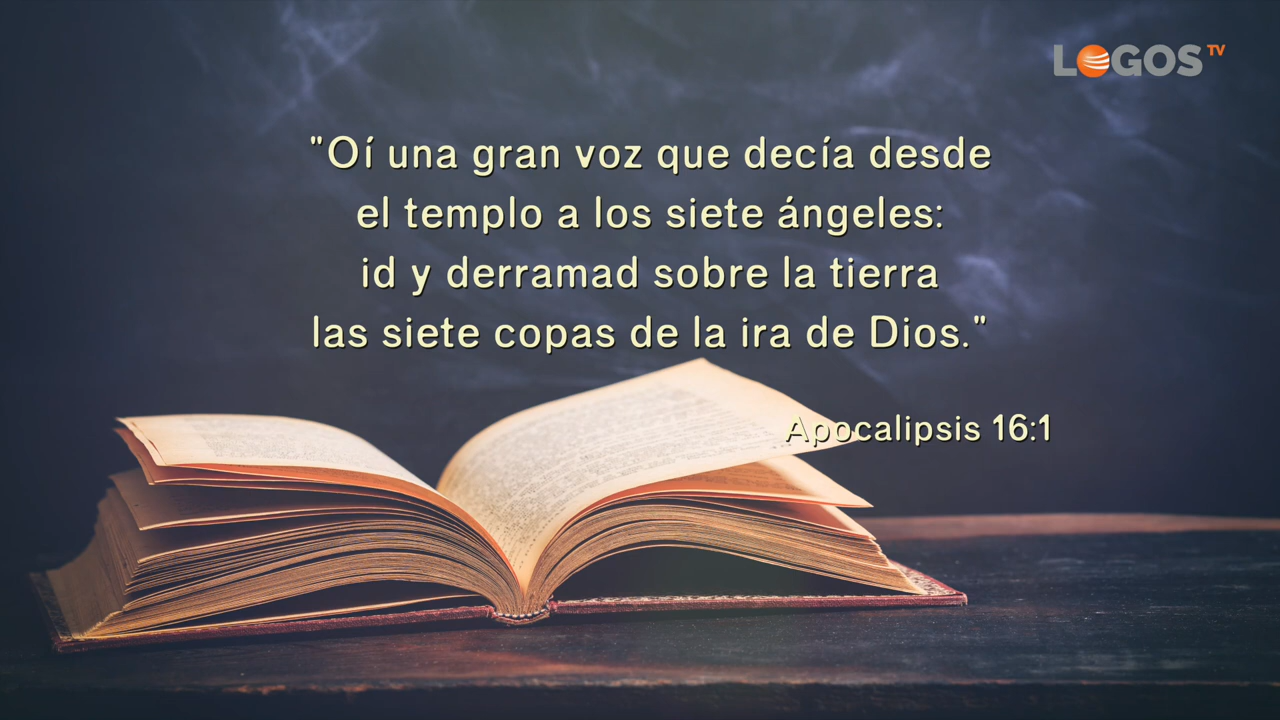 LOGOS TV
"Oí una gran voz que decía desde
el templo a los siete ángeles:
id y derramad sobre la tierra
las siete copas de la ira de Dios."
Apocalipsis 16:1